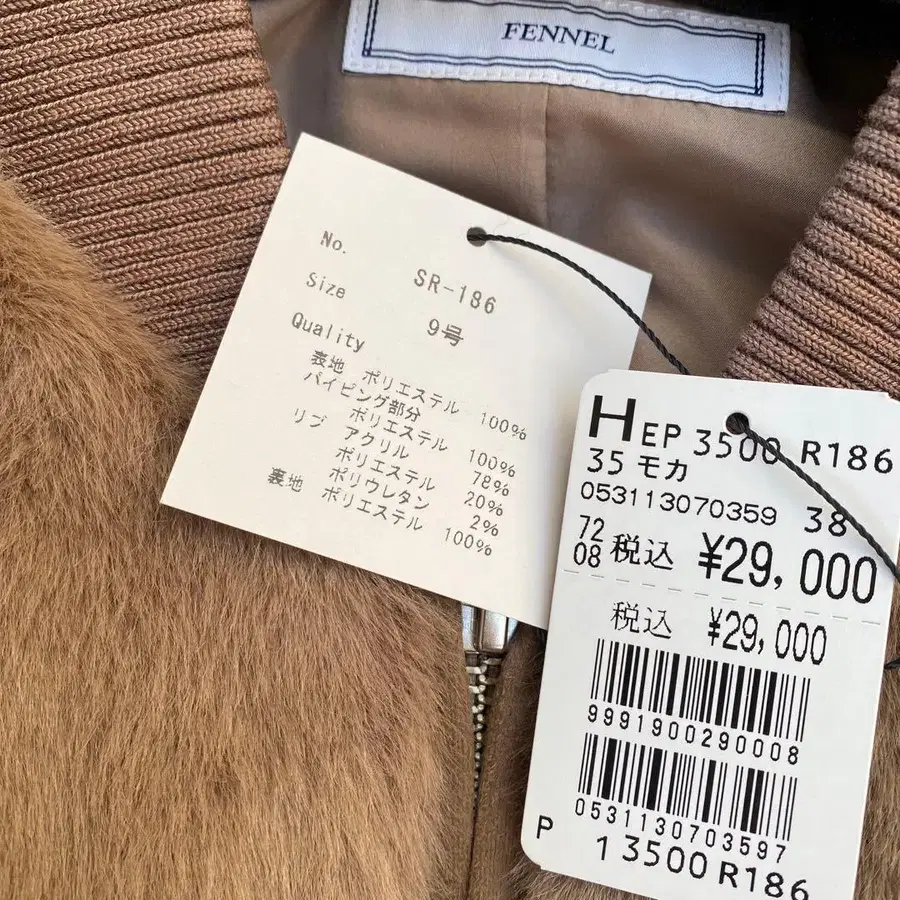 FENNEL
No. SR-186
Size 9号
Quality
表地 ポリエステル 100%
パイピング部分
ポリエステル 100%
リブ アクリル 78%
ポリエステル 20%
ポリウレタン 2%
裏地 ポリエステル 100%
HEP 3500 R186
35 モカ
053113070359 38
7208 税込 ¥29,000
税込 ¥29,000
9991900290008
0531130703597
P 13500 R186